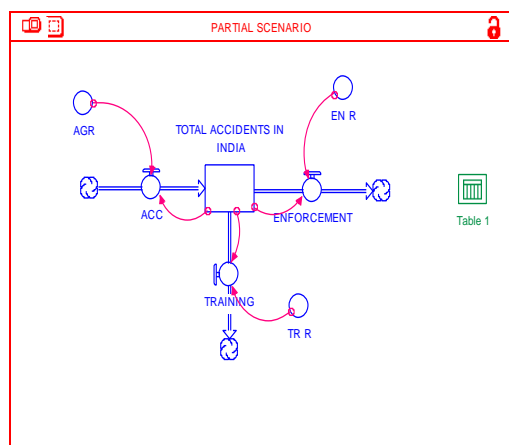 PARTIAL SCENARIO
AGR
EN R
TOTAL ACCIDENTS IN
INDIA
ACC
ENFORCEMENT
Table 1
TRAINING
TR R